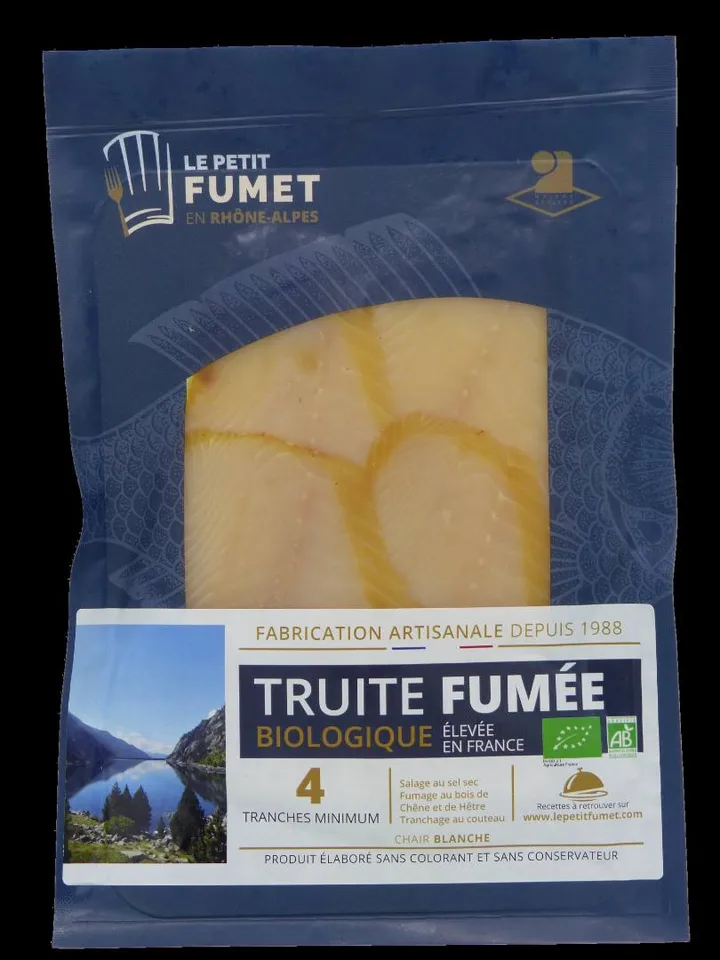 LE PETIT
FUMET
EN RHÔNE-ALPES
FABRICATION ARTISANALE DEPUIS 1988
TRUITE FUMÉE
BIOLOGIQUE ÉLEVÉE
EN FRANCE
AB
4
TRANCHES MINIMUM
Salage au sel sec
Fumage au bois de
Chêne et de Hêtre
Tranchage au couteau
Recettes à retrouver sur
www.lepetitfumet.com
CHAIR BLANCHE
PRODUIT ÉLABORÉ SANS COLORANT ET SANS CONSERVATEUR